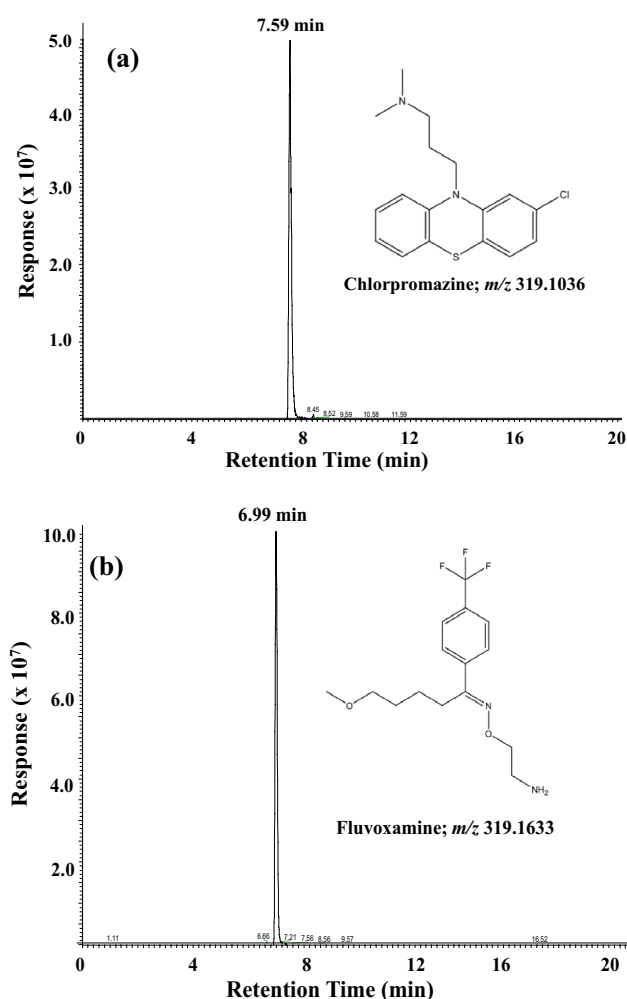 7.59 min
(a)
5.0
4.0
3.0
2.0
1.0
Response (x 10⁷)
N
N
Cl
S
Chlorpromazine; m/z 319.1036
8.45
8.52
9.59
10.58
11.59
0 4 8 12 16 20
Retention Time (min)
6.99 min
(b)
10.0
8.0
6.0
4.0
2.0
Response (x 10⁷)
F
F F
O
N
O
NH₂
Fluvoxamine; m/z 319.1633
1.11
6.66
7.21
7.56
8.56
9.57
16.52
0 4 8 12 16 20
Retention Time (min)